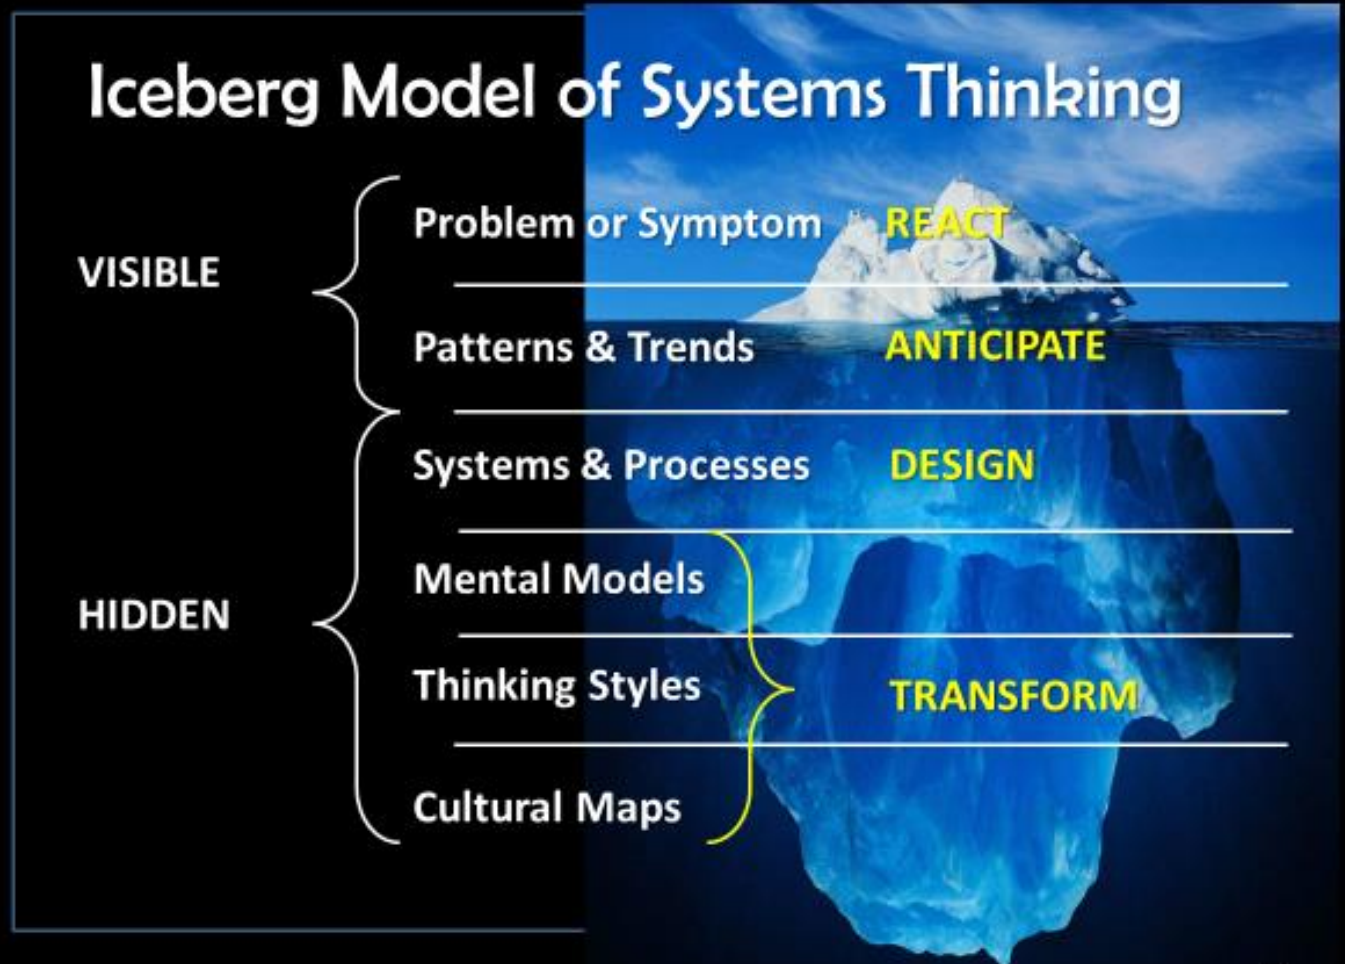 Iceberg Model of Systems Thinking
VISIBLE
Problem or Symptom REACT
Patterns & Trends ANTICIPATE
HIDDEN
Systems & Processes DESIGN
Mental Models
Thinking Styles TRANSFORM
Cultural Maps